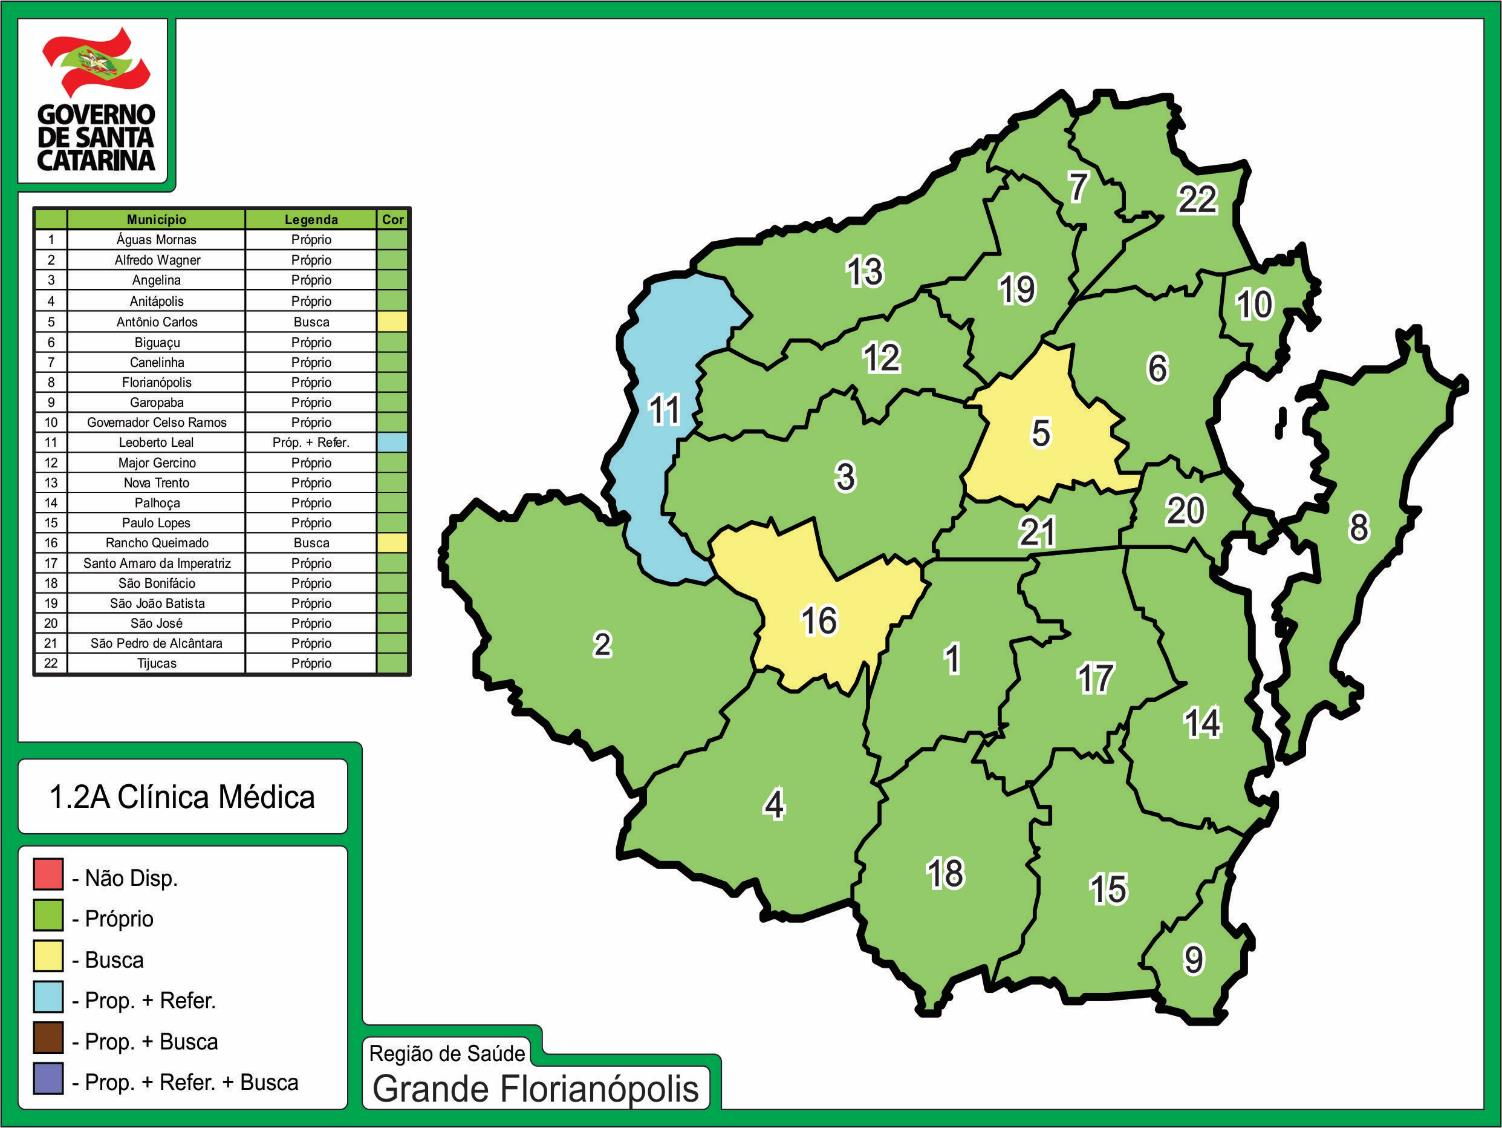 GOVERNO
DE SANTA
CATARINA
Município Legenda Cor
1 Águas Mornas Próprio
2 Alfredo Wagner Próprio
3 Angelina Próprio
4 Anitápolis Próprio
5 Antônio Carlos Busca
6 Biguaçu Próprio
7 Canelinha Próprio
8 Florianópolis Próprio
9 Garopaba Próprio
10 Governador Celso Ramos Próprio
11 Leoberto Leal Próp. + Refer.
12 Major Gercino Próprio
13 Nova Trento Próprio
14 Palhoça Próprio
15 Paulo Lopes Próprio
16 Rancho Queimado Busca
17 Santo Amaro da Imperatriz Próprio
18 São Bonifácio Próprio
19 São João Batista Próprio
20 São José Próprio
21 São Pedro de Alcântara Próprio
22 Tijucas Próprio
7
22
13
19
10
12
6
11
5
3
20
21
8
16
2
1
17
14
4
18
15
9
1.2A Clínica Médica
- Não Disp.
- Próprio
- Busca
- Prop. + Refer.
- Prop. + Busca
- Prop. + Refer. + Busca
Região de Saúde
Grande Florianópolis